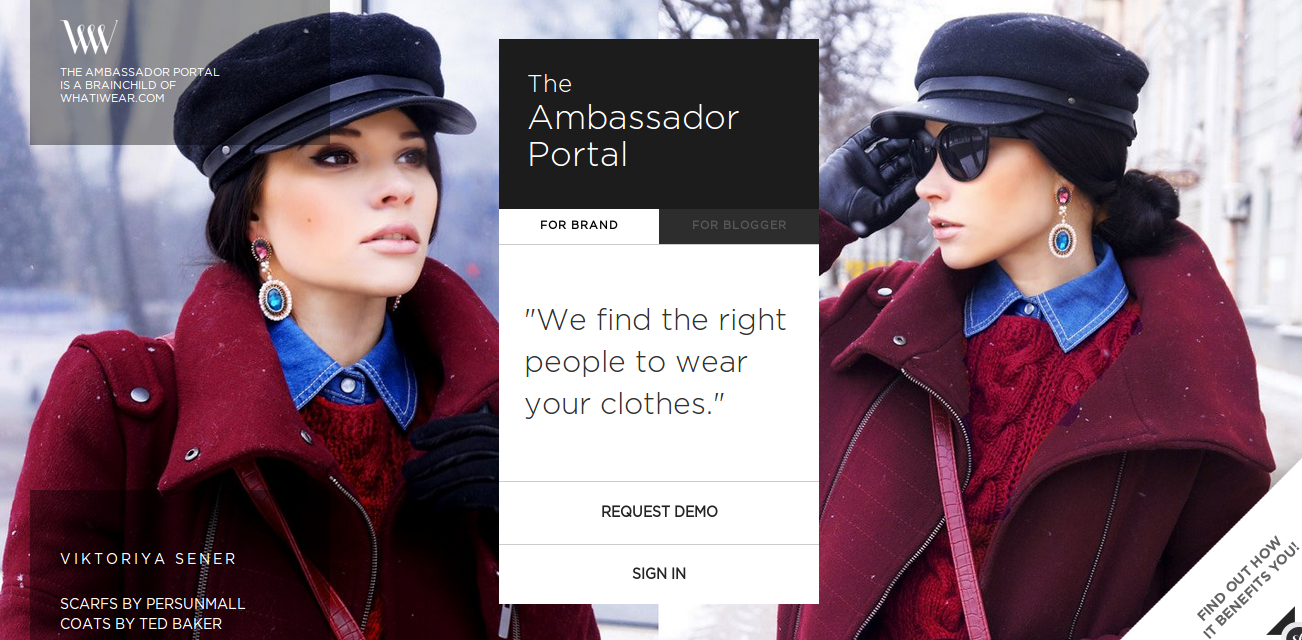 THE AMBASSADOR PORTAL
IS A BRAINCHILD OF
WHATIWEAR.COM
The
Ambassador
Portal
FOR BRAND
FOR BLOGGER
"We find the right
people to wear
your clothes."
REQUEST DEMO
SIGN IN
VIKTORIYA SENER
SCARFS BY PERSUNMALL
COATS BY TED BAKER
FIND OUT HOW
IT BENEFITS YOU!